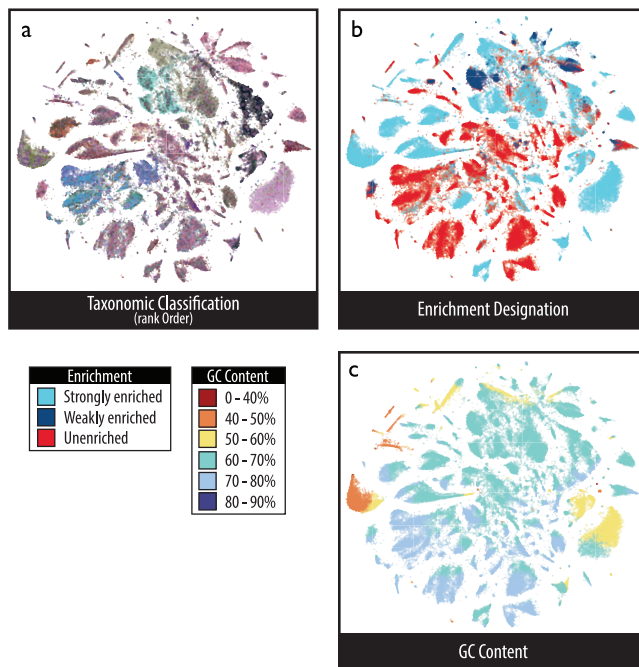 a
Taxonomic Classification
(rank Order)
b
Enrichment Designation
Enrichment
Strongly enriched
Weakly enriched
Unenriched
GC Content
0 – 40%
40 – 50%
50 – 60%
60 – 70%
70 – 80%
80 – 90%
c
GC Content